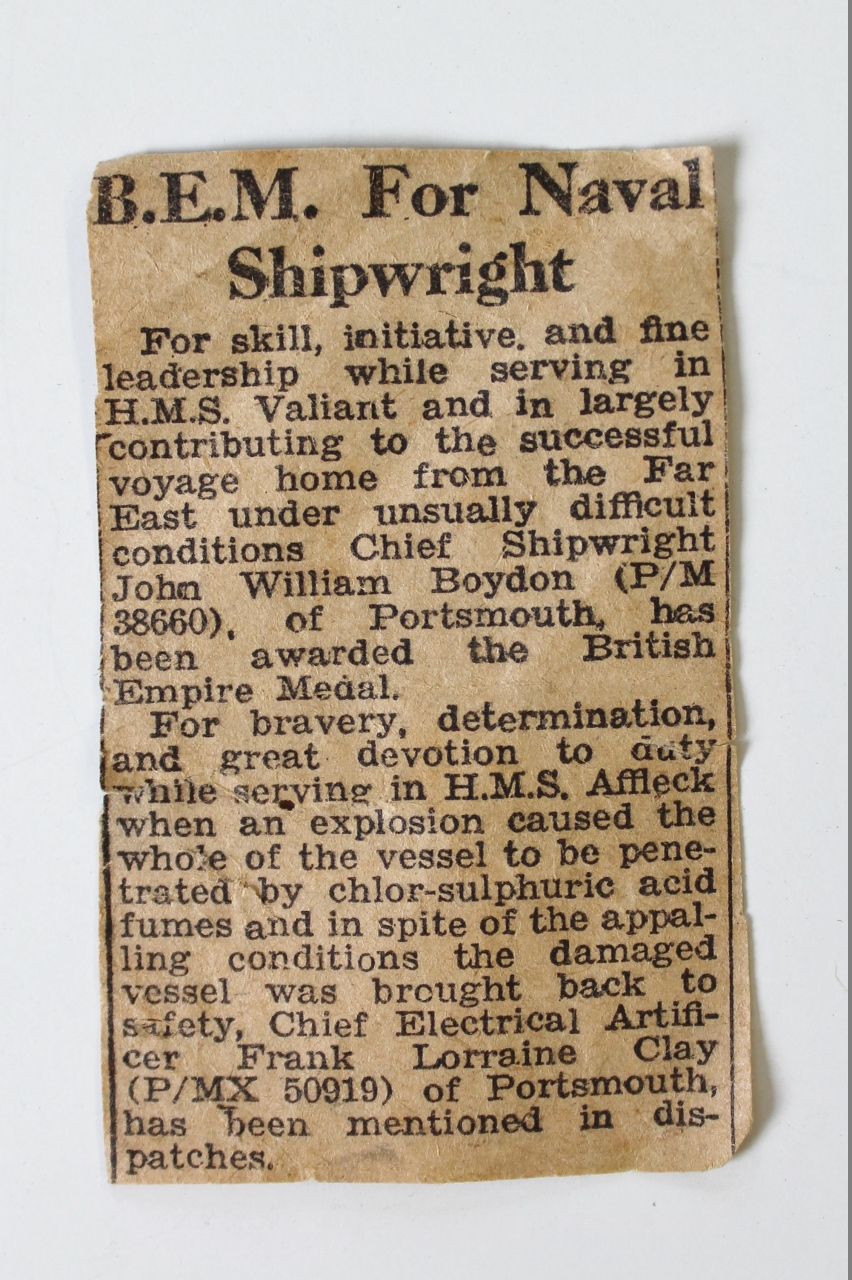 B.E.M. For Naval
Shipwright
For skill, initiative. and fine
leadership while serving in
H.M.S. Valiant and in largely
contributing to the successful
voyage home from the Far
East under unsually difficult
conditions Chief Shipwright
John William Boydon (P/M
38660), of Portsmouth, has
been awarded the British
Empire Medal.
For bravery, determination,
and great devotion to duty
while serving in H.M.S. Affleck
when an explosion caused the
whole of the vessel to be pene-
trated by chlor-sulphuric acid
fumes and in spite of the appal-
ling conditions the damaged
vessel was brought back to
safety, Chief Electrical Artifi-
cer Frank Lorraine Clay
(P/MX 50919) of Portsmouth,
has been mentioned in dis-
patches.